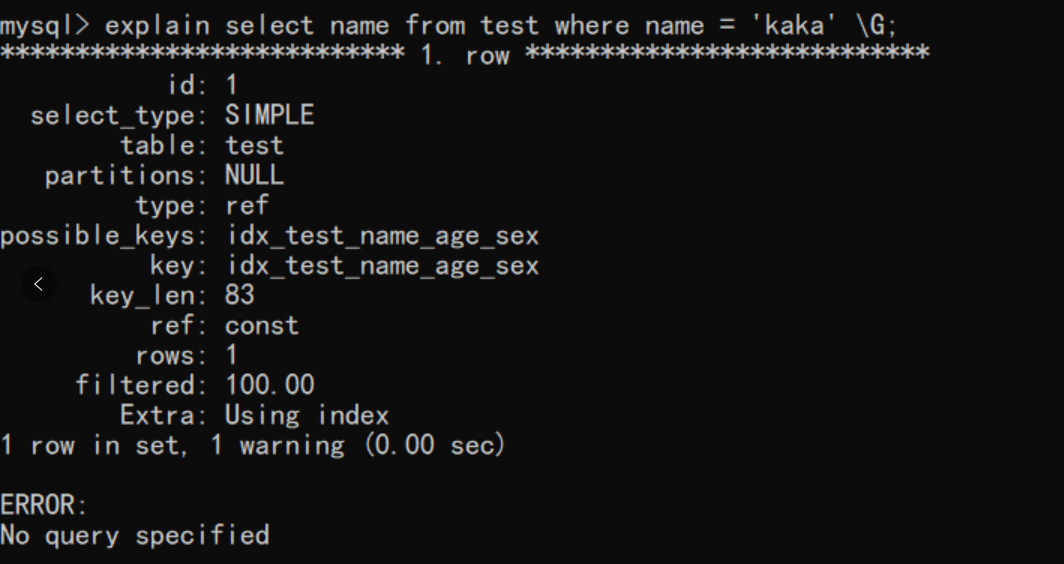 mysql> explain select name from test where name = 'kaka' \G;
*************************** 1. row ***************************
id: 1
select_type: SIMPLE
table: test
partitions: NULL
type: ref
possible_keys: idx_test_name_age_sex
key: idx_test_name_age_sex
key_len: 83
ref: const
rows: 1
filtered: 100.00
Extra: Using index
1 row in set, 1 warning (0.00 sec)
ERROR:
No query specified